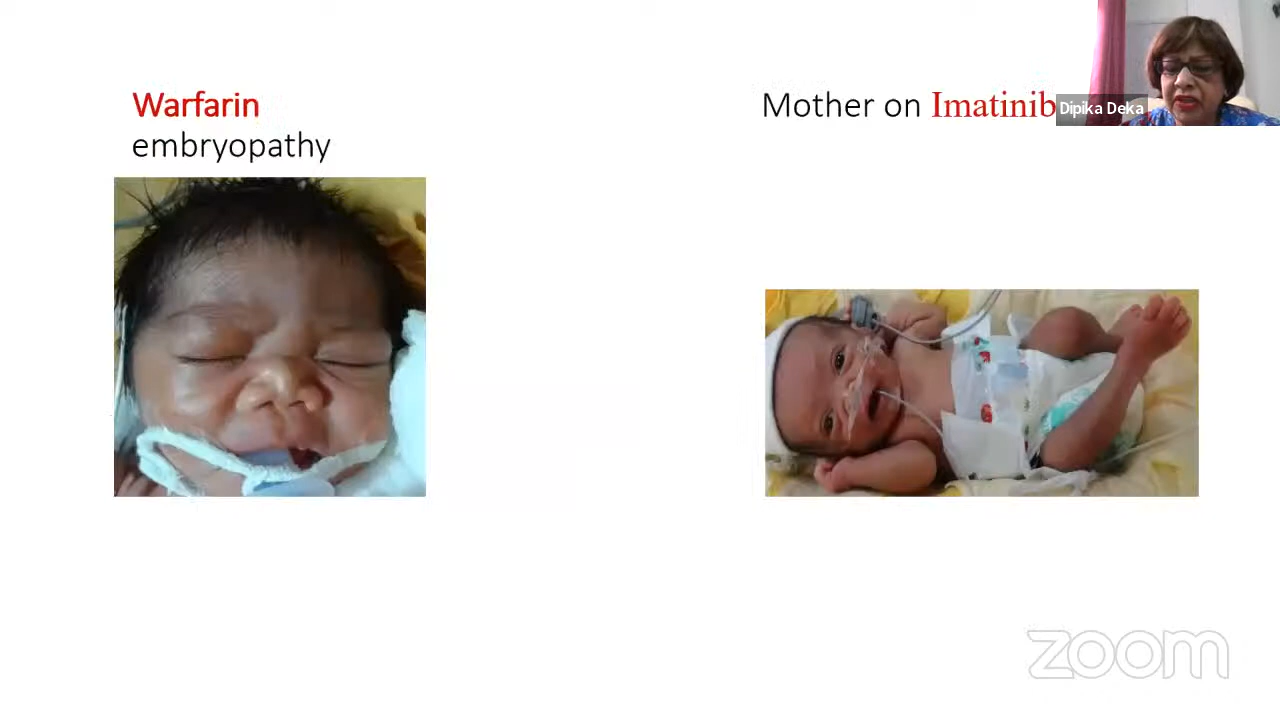 Warfarin
embryopathy
Mother on Imatinib
Dipika Deka
zoom